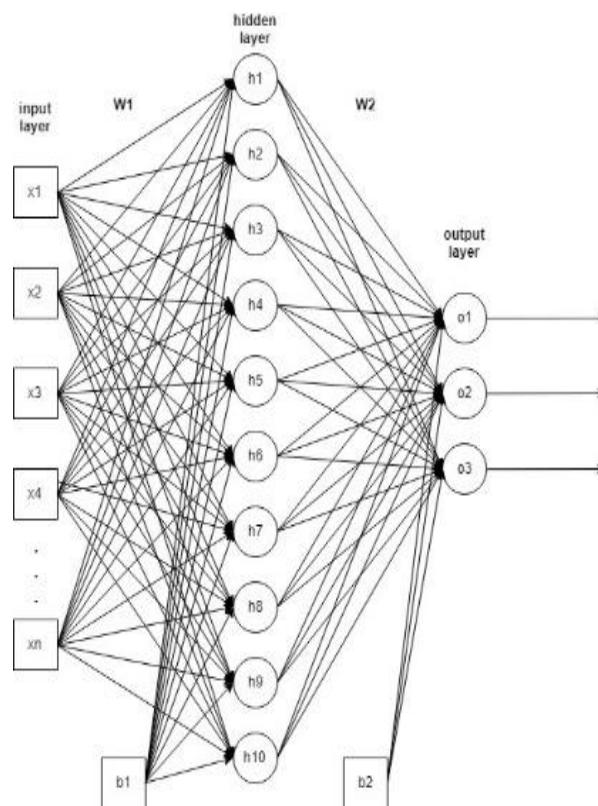 hidden
layer
W1
W2
input
layer
output
layer
x1
x2
x3
x4
.
.
.
xn
b1
h1
h2
h3
h4
h5
h6
h7
h8
h9
h10
b2
o1
o2
o3